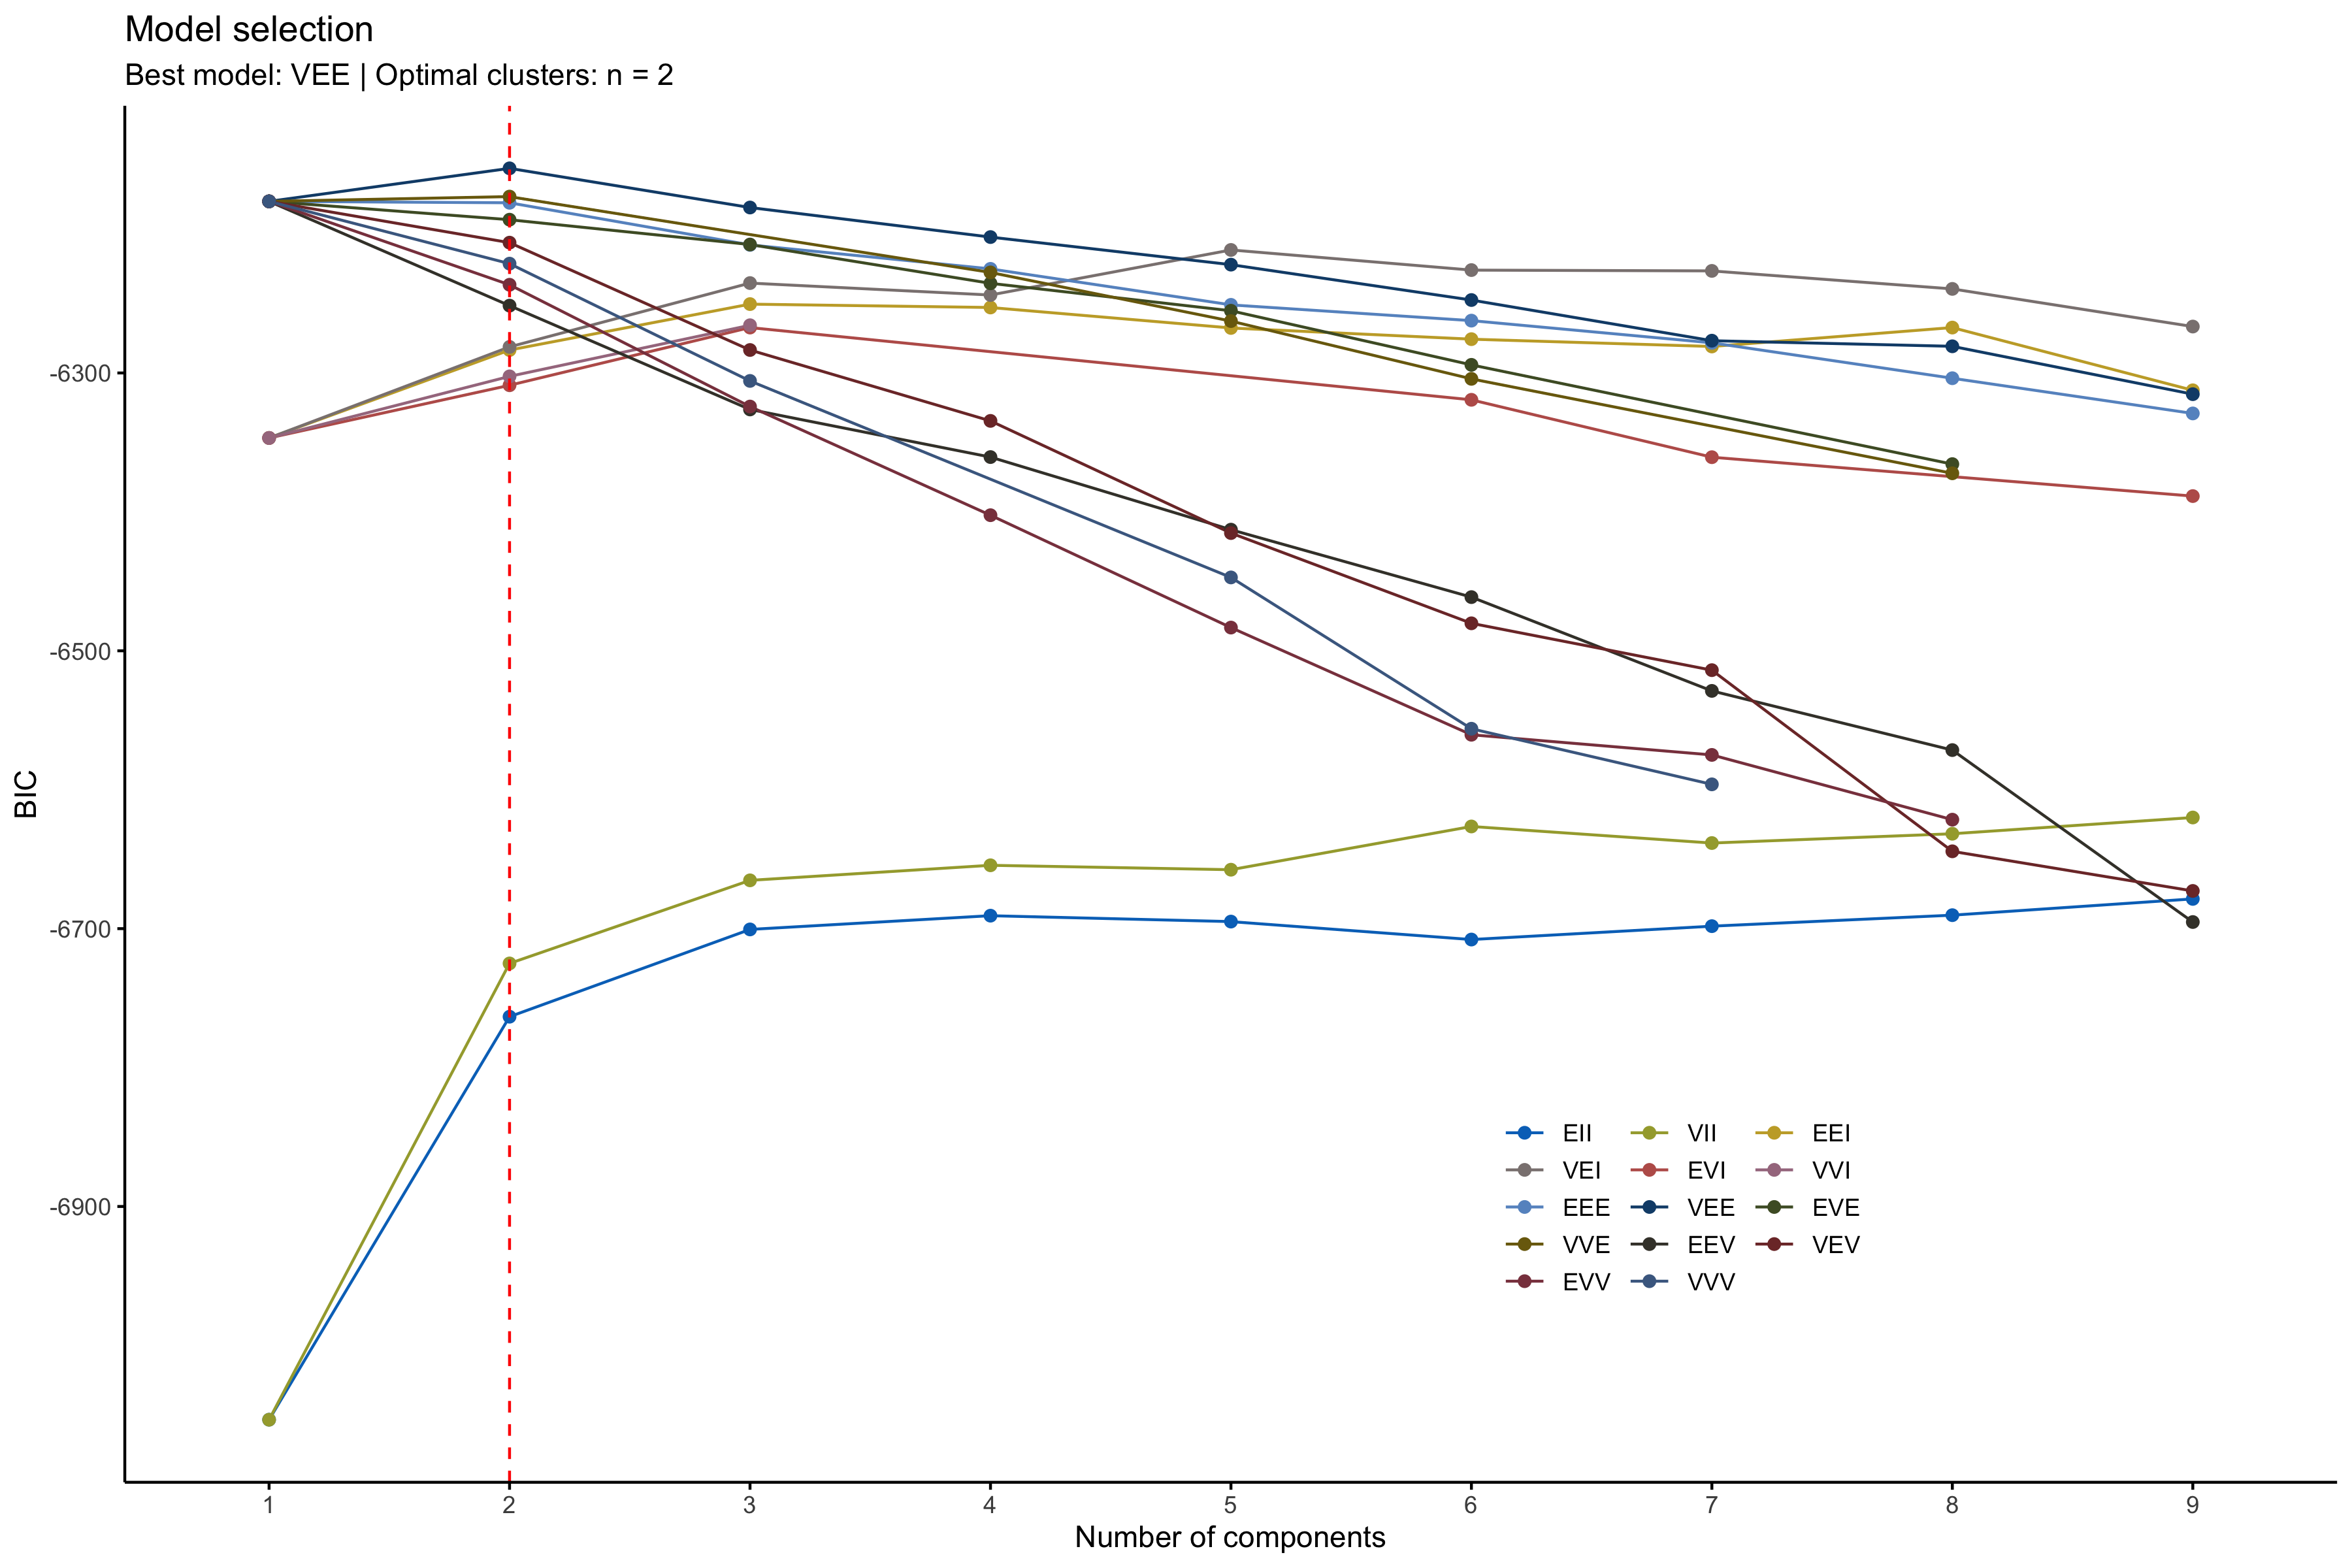 Model selection
Best model: VEE | Optimal clusters: n = 2
BIC
-6300
-6500
-6700
-6900
EII VII EEI
VEI EVI VVI
EEE VEE EVE
VVE EEV VEV
EVV VVV
1 2 3 4 5 6 7 8 9
Number of components